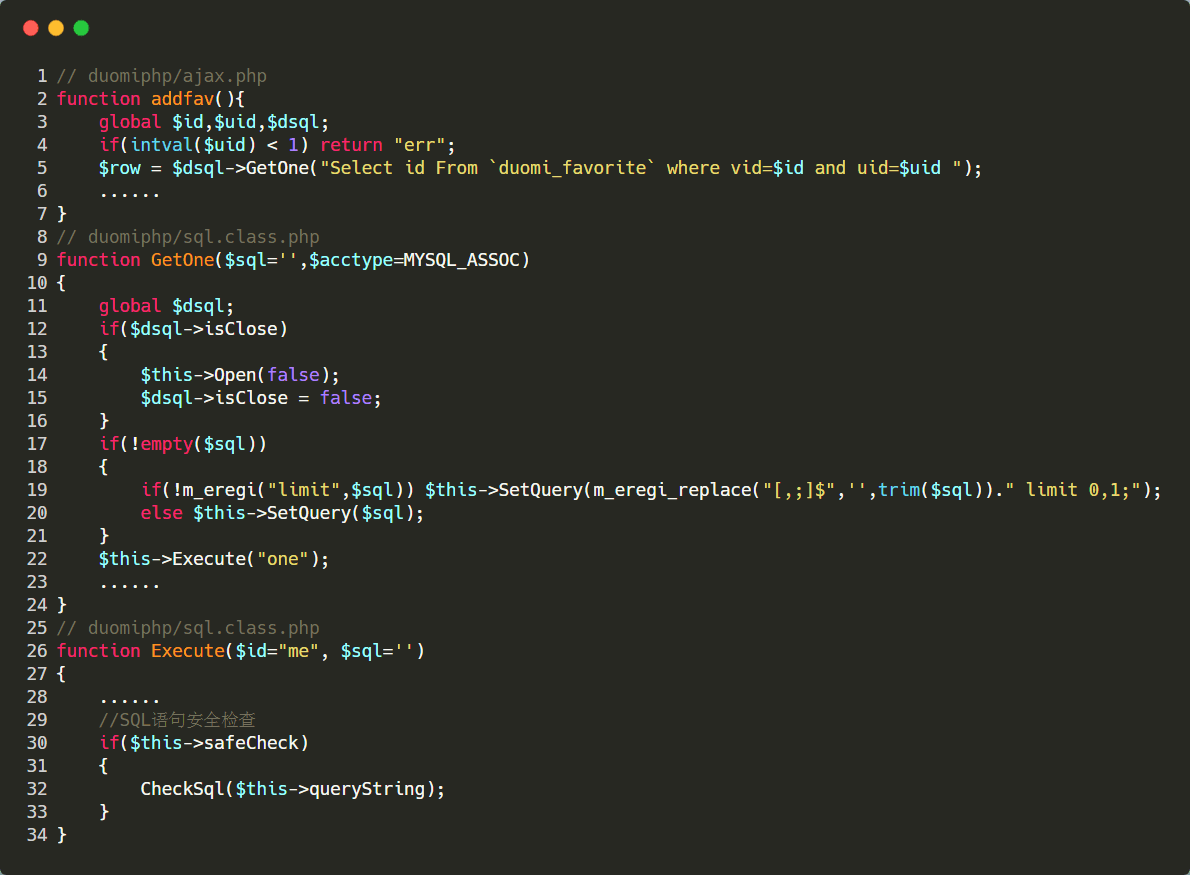 1 // duomiphp/ajax.php
2 function addfav(){
3     global $id,$uid,$dsql;
4     if(intval($uid) < 1) return "err";
5     $row = $dsql->GetOne("Select id From `duomi_favorite` where vid=$id and uid=$uid ");
6     ......
7 }
8 // duomiphp/sql.class.php
9 function GetOne($sql='',$acctype=MYSQL_ASSOC)
10 {
11     global $dsql;
12     if($dsql->isClose)
13     {
14         $this->Open(false);
15         $dsql->isClose = false;
16     }
17     if(!empty($sql))
18     {
19         if(!m_eregi("limit",$sql)) $this->SetQuery(m_eregi_replace("[,;]$",'',trim($sql))." limit 0,1;");
20         else $this->SetQuery($sql);
21     }
22     $this->Execute("one");
23     ......
24 }
25 // duomiphp/sql.class.php
26 function Execute($id="me", $sql='')
27 {
28     ......
29     //SQL语句安全检查
30     if($this->safeCheck)
31     {
32         CheckSql($this->queryString);
33     }
34 }